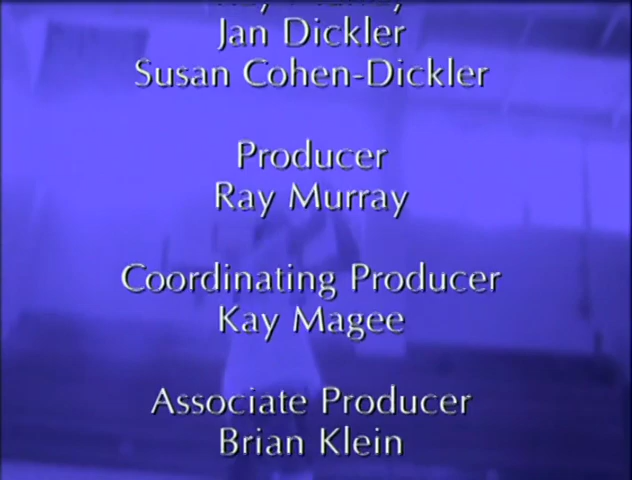 Jan Dickler
Susan Cohen-Dickler
Producer
Ray Murray
Coordinating Producer
Kay Magee
Associate Producer
Brian Klein